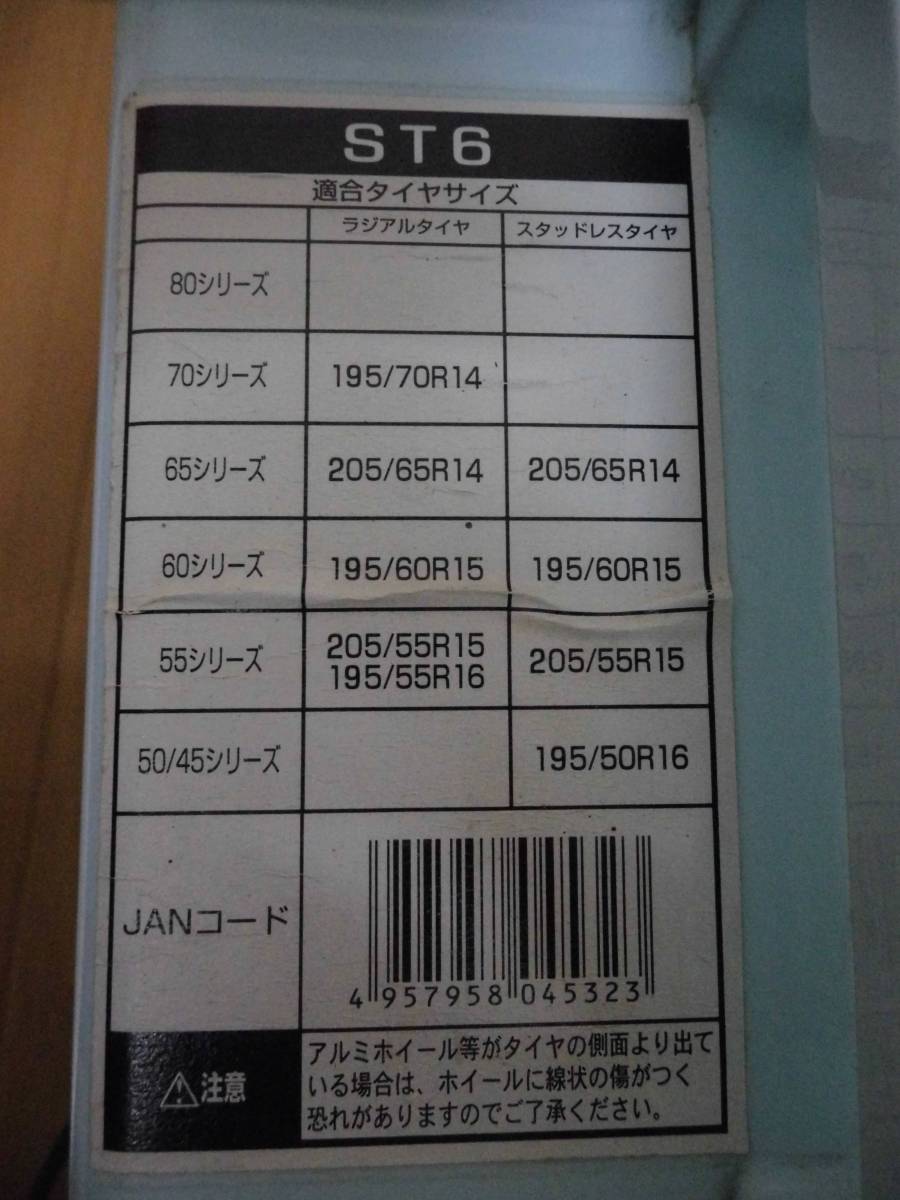 ST6
適合タイヤサイズ
ラジアルタイヤ スタッドレスタイヤ
80シリーズ
70シリーズ 195/70R14
65シリーズ 205/65R14 205/65R14
60シリーズ 195/60R15 195/60R15
55シリーズ 205/55R15 195/55R16 205/55R15
50/45シリーズ 195/50R16
JANコード
4 957958 045323
注意
アルミホイール等がタイヤの側面より出て
いる場合は、ホイールに線状の傷がつく
恐れがありますのでご了承ください。